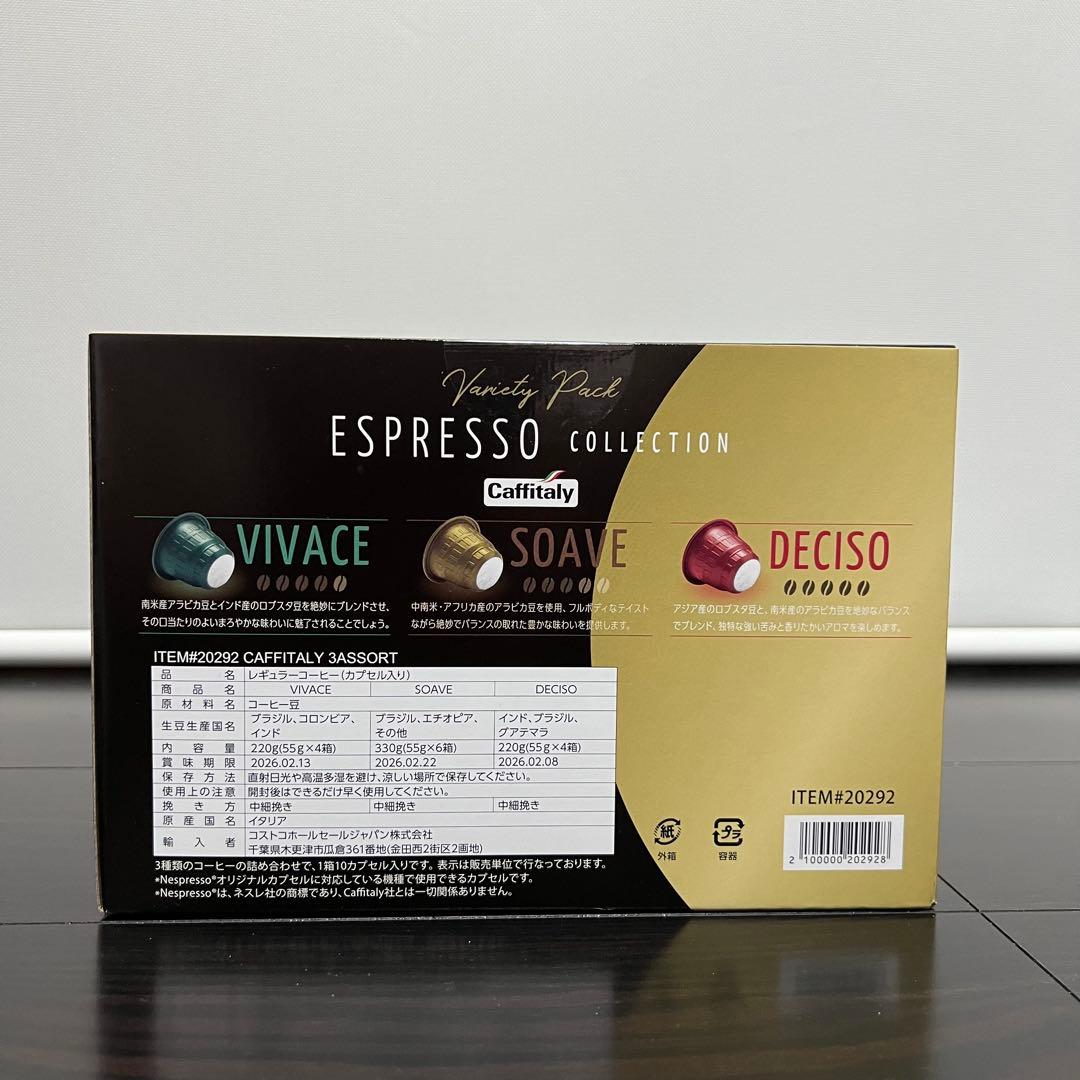 Variety Pack
ESPRESSO COLLECTION
Caffitaly
VIVACE
南米産アラビカ豆とインド産のロブスタ豆を絶妙にブレンドさせ、
その口当たりのよいまろやかな味わいに魅了されることでしょう。
SOAVE
中南米・アフリカ産のアラビカ豆を使用、フルボディなテイスト
ながら絶妙でバランスの取れた豊かな味わいを提供します。
DECISO
アジア産のロブスタ豆と、南米産のアラビカ豆を絶妙なバランス
でブレンド、独特な強い苦みと香りたかいアロマを楽しめます。
ITEM#20292 CAFFITALY 3ASSORT
品名 レギュラーコーヒー(カプセル入り)
商品名 VIVACE SOAVE DECISO
原材料名 コーヒー豆
生豆生産国名 ブラジル、コロンビア、インド ブラジル、エチオピア、その他 インド、ブラジル、グアテマラ
内容量 220g(55g×4箱) 330g(55g×6箱) 220g(55g×4箱)
賞味期限 2026.02.13 2026.02.22 2026.02.08
保存方法 直射日光や高温多湿を避け、涼しい場所で保存してください。
使用上の注意 開封後はできるだけ早く使用してください。
挽き方 中細挽き 中細挽き 中細挽き
原産国名 イタリア
輸入者 コストコホールセールジャパン株式会社
千葉県木更津市瓜倉361番地(金田西2街区2画地)
3種類のコーヒーの詰め合わせで、1箱10カプセル入りです。表示は販売単位で行なっております。
*Nespresso®オリジナルカプセルに対応している機種で使用できるカプセルです。
*Nespresso®は、ネスレ社の商標であり、Caffitaly社とは一切関係ありません。
紙
外箱
プラ
容器
ITEM#20292
2 100000 202928